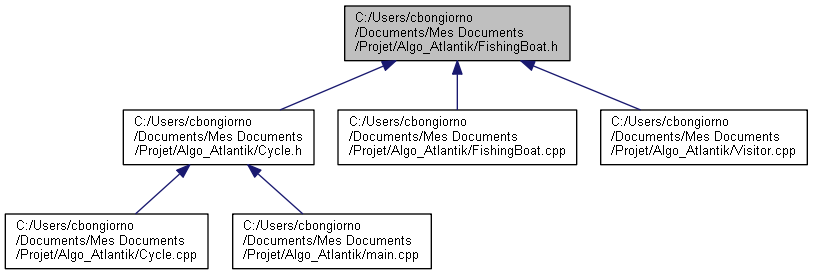 C:/Users/cbongiorno
/Documents/Mes Documents
/Projet/Algo_Atlantik/FishingBoat.h
C:/Users/cbongiorno
/Documents/Mes Documents
/Projet/Algo_Atlantik/Cycle.h
C:/Users/cbongiorno
/Documents/Mes Documents
/Projet/Algo_Atlantik/FishingBoat.cpp
C:/Users/cbongiorno
/Documents/Mes Documents
/Projet/Algo_Atlantik/Visitor.cpp
C:/Users/cbongiorno
/Documents/Mes Documents
/Projet/Algo_Atlantik/Cycle.cpp
C:/Users/cbongiorno
/Documents/Mes Documents
/Projet/Algo_Atlantik/main.cpp